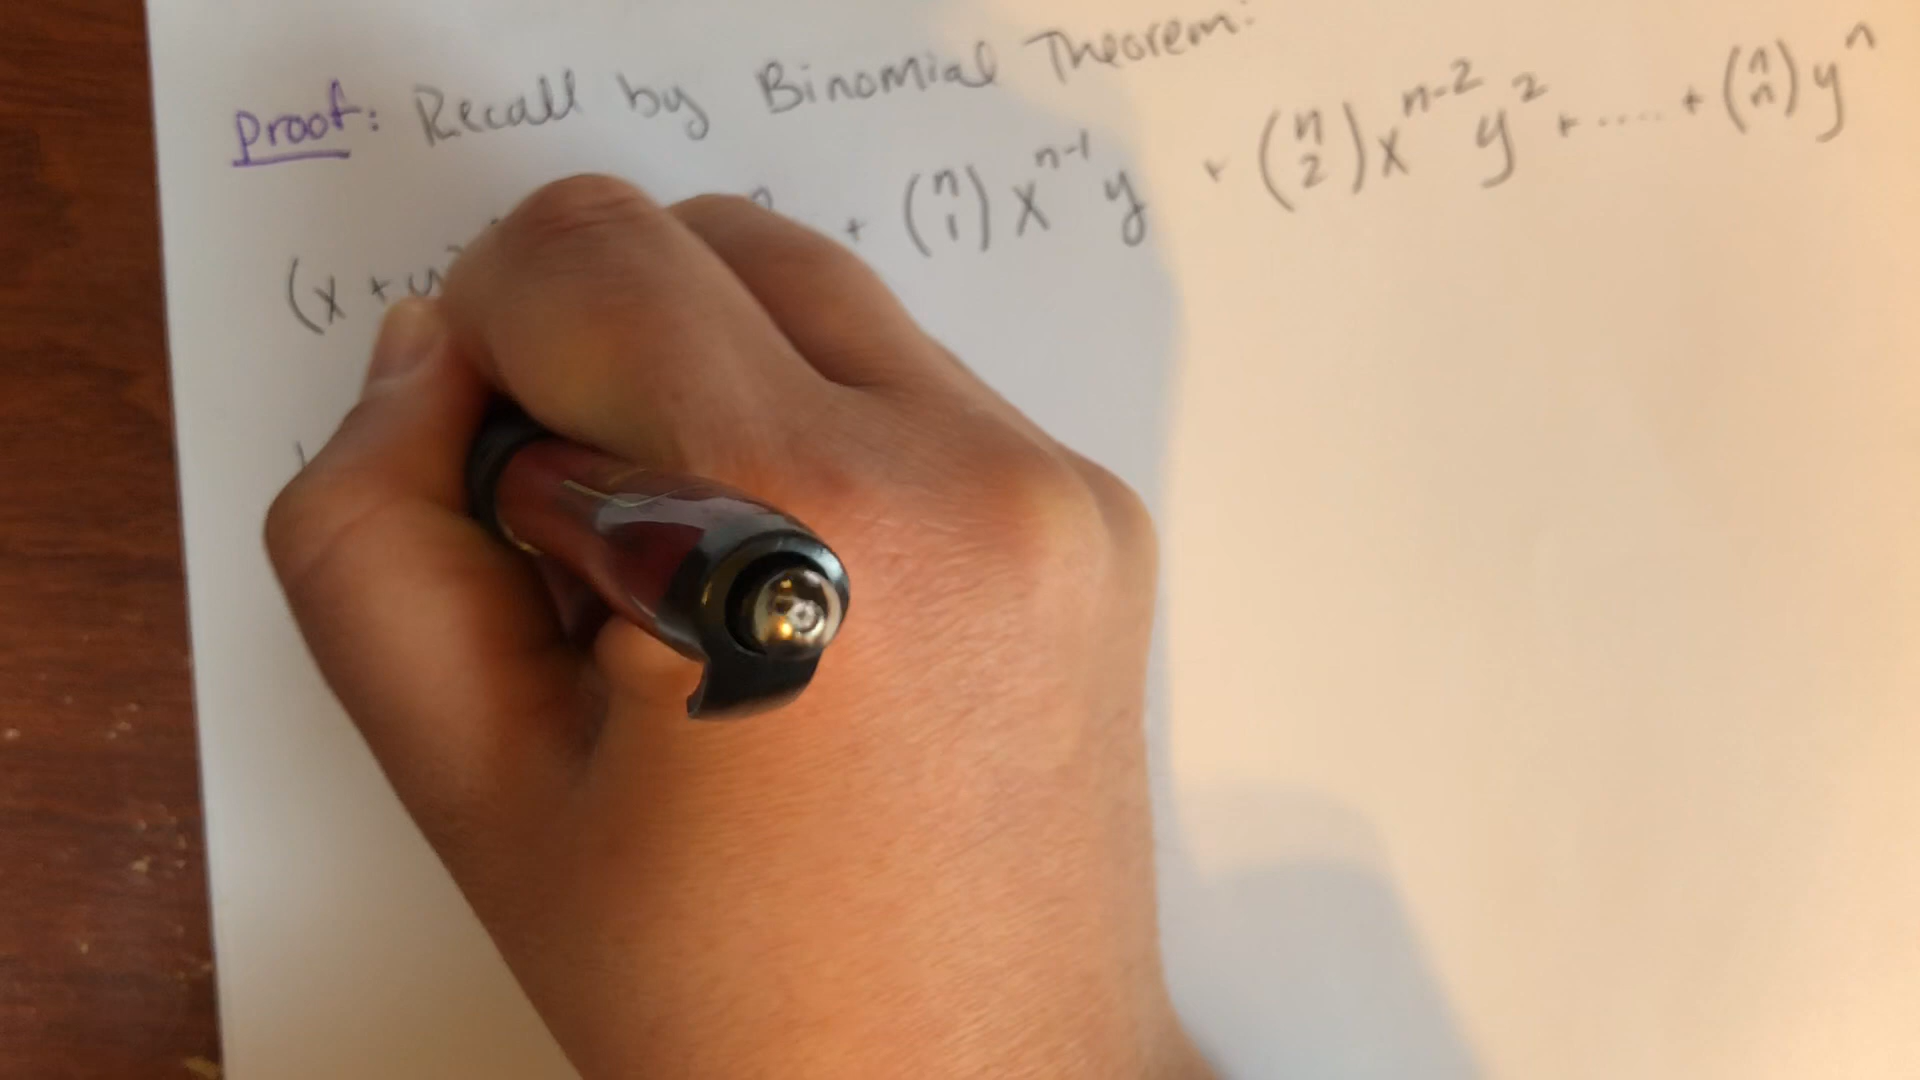 Proof: Recall by Binomial Theorem:
(x + y + (n 1) x^{n-1} y + (n 2) x^{n-2} y^2 + ..... + (n n) y^n